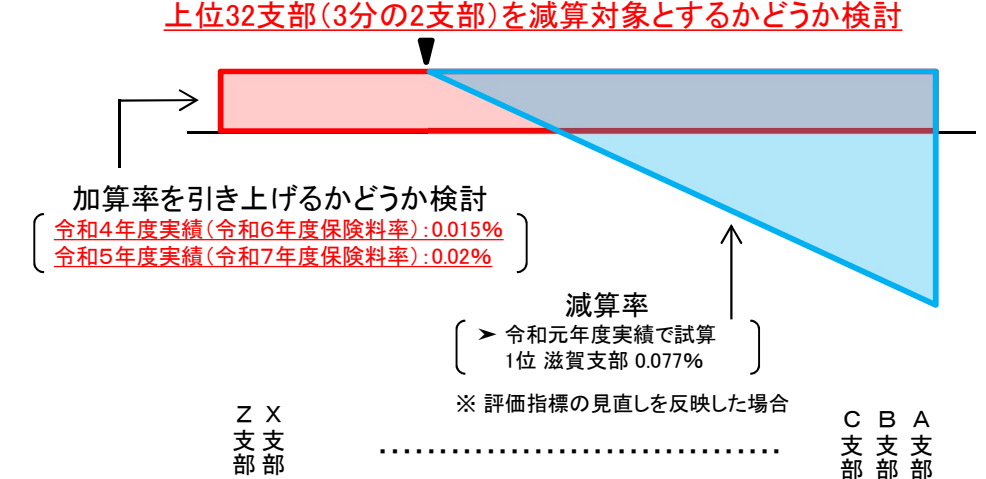 上位32支部（3分の2支部）を減算対象とするかどうか検討
加算率を引き上げるかどうか検討
令和4年度実績（令和6年度保険料率）：0.015%
令和5年度実績（令和7年度保険料率）：0.02%
減算率
➤ 令和元年度実績で試算
1位 滋賀支部 0.077%
※ 評価指標の見直しを反映した場合
Z支部
X支部
‥‥‥‥‥‥‥‥‥‥‥‥‥‥‥‥‥
C支部
B支部
A支部